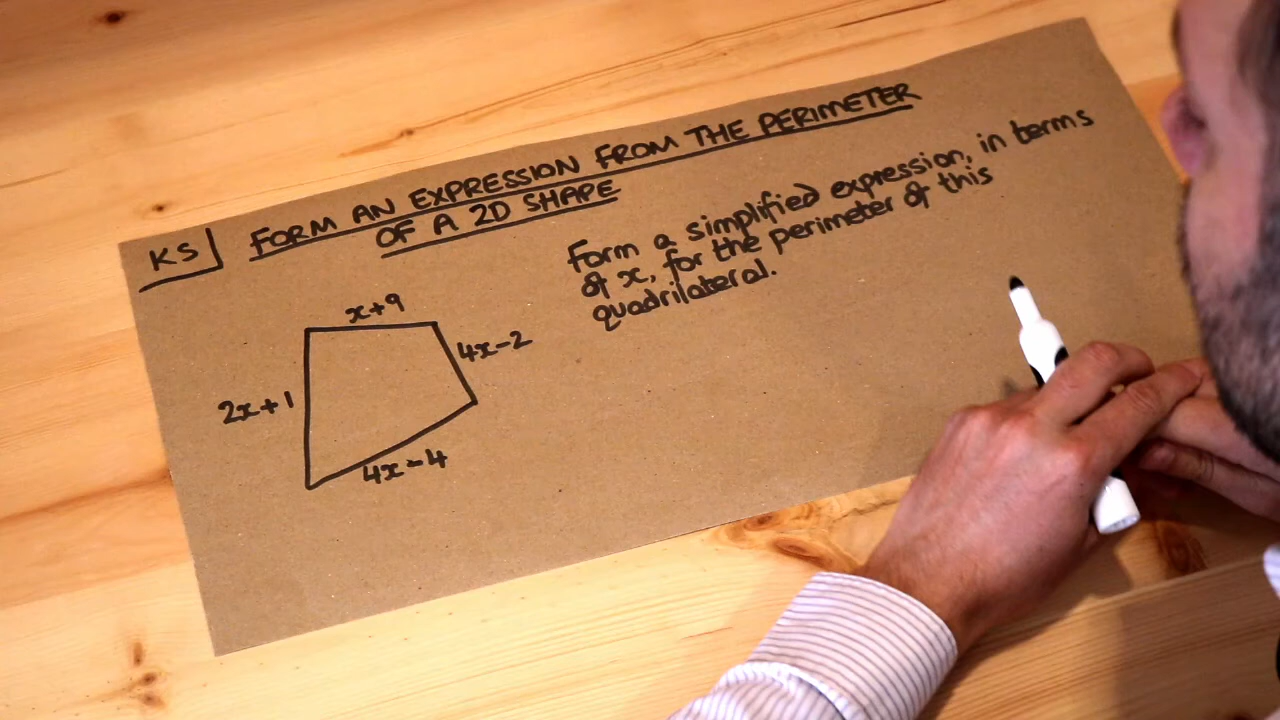 KS
FORM AN EXPRESSION FROM THE PERIMETER
OF A 2D SHAPE
Form a simplified expression, in terms
of x, for the perimeter of this
quadrilateral.
x+9
4x-2
2x+1
4x-4